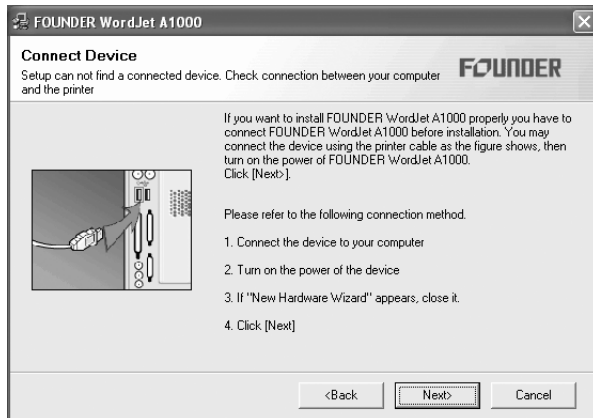 FOUNDER WordJet A1000
Connect Device
Setup can not find a connected device. Check connection between your computer
and the printer
FOUNDER
If you want to install FOUNDER WordJet A1000 properly you have to
connect FOUNDER WordJet A1000 before installation. You may
connect the device using the printer cable as the figure shows, then
turn on the power of FOUNDER WordJet A1000.
Click [Next>].
Please refer to the following connection method.
1. Connect the device to your computer
2. Turn on the power of the device
3. If "New Hardware Wizard" appears, close it.
4. Click [Next]
<Back
Next>
Cancel